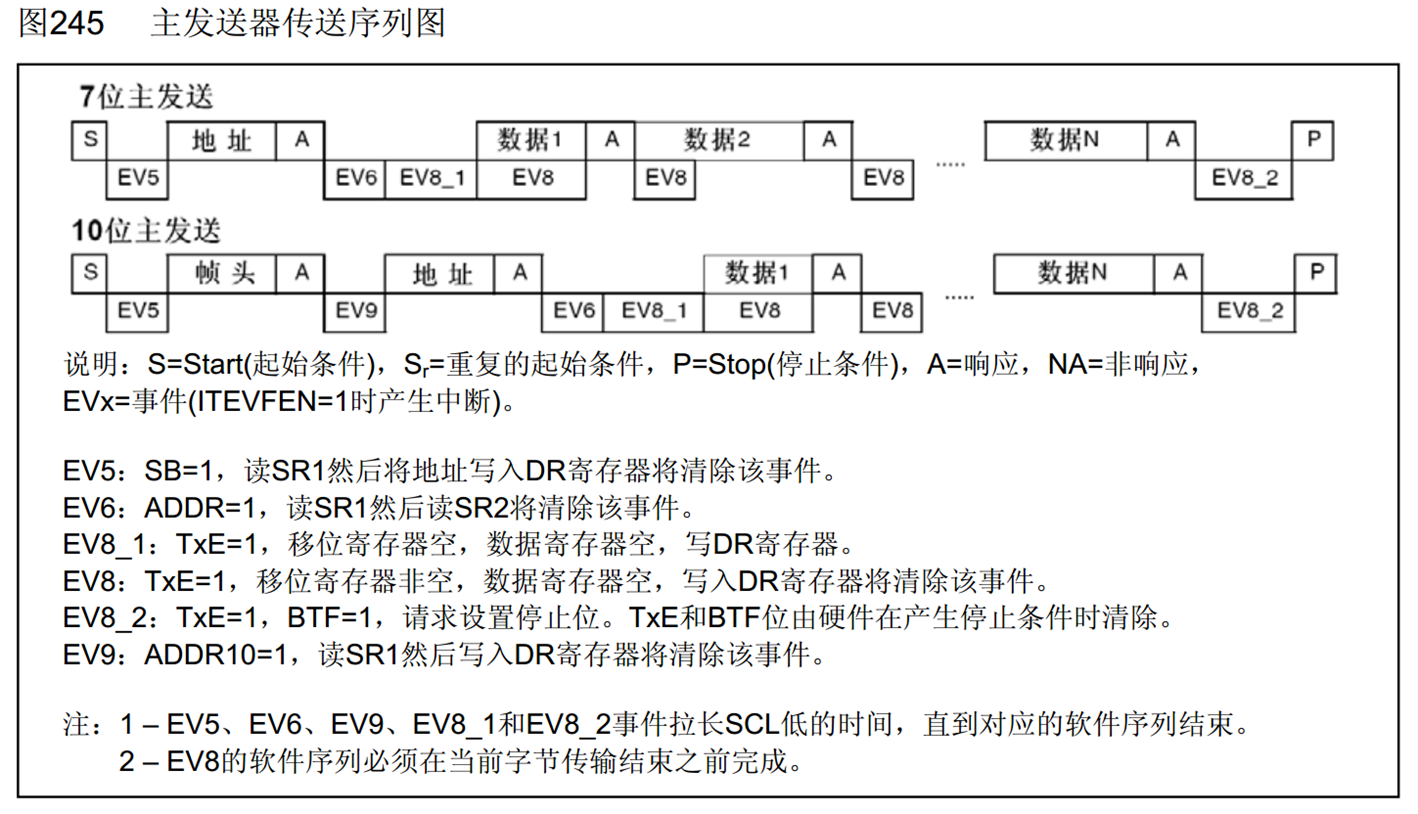 图245 主发送器传送序列图
7位主发送
S 地 址 A 数据1 A 数据2 A ..... 数据N A P
EV5 EV6 EV8_1 EV8 EV8 EV8 EV8_2
10位主发送
S 帧 头 A 地 址 A 数据1 A ..... 数据N A P
EV5 EV9 EV6 EV8_1 EV8 EV8 EV8_2
说明：S=Start(起始条件)，Sr=重复的起始条件，P=Stop(停止条件)，A=响应，NA=非响应，
EVx=事件(ITEVFEN=1时产生中断)。
EV5：SB=1，读SR1然后将地址写入DR寄存器将清除该事件。
EV6：ADDR=1，读SR1然后读SR2将清除该事件。
EV8_1：TxE=1，移位寄存器空，数据寄存器空，写DR寄存器。
EV8：TxE=1，移位寄存器非空，数据寄存器空，写入DR寄存器将清除该事件。
EV8_2：TxE=1，BTF=1，请求设置停止位。TxE和BTF位由硬件在产生停止条件时清除。
EV9：ADDR10=1，读SR1然后写入DR寄存器将清除该事件。
注：1 – EV5、EV6、EV9、EV8_1和EV8_2事件拉长SCL低的时间，直到对应的软件序列结束。
2 – EV8的软件序列必须在当前字节传输结束之前完成。